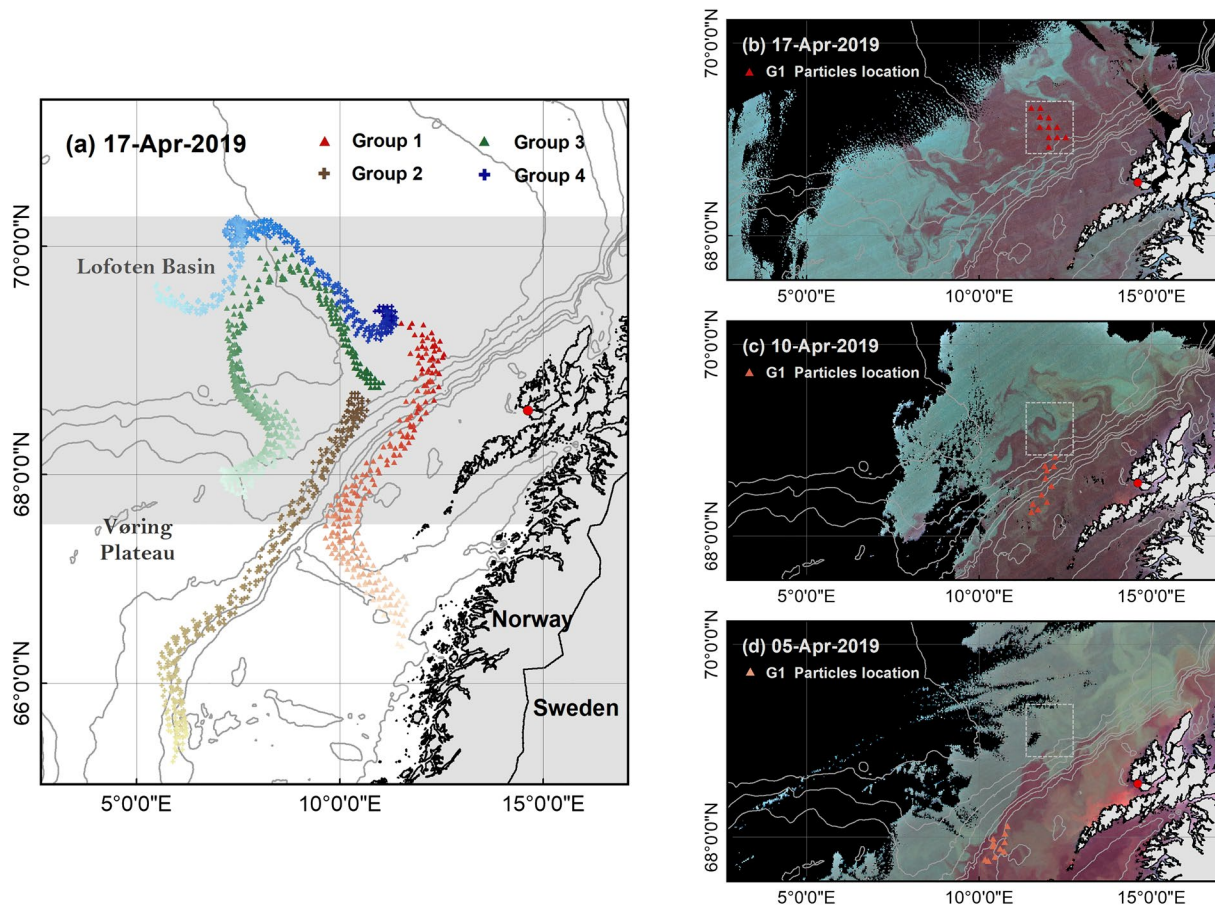 (a) 17-Apr-2019
Group 1
Group 2
Group 3
Group 4
70°0'0"N
68°0'0"N
66°0'0"N
Lofoten Basin
Vøring
Plateau
Norway
Sweden
5°0'0"E
10°0'0"E
15°0'0"E
(b) 17-Apr-2019
G1 Particles location
70°0'0"N
68°0'0"N
5°0'0"E
10°0'0"E
15°0'0"E
(c) 10-Apr-2019
G1 Particles location
70°0'0"N
68°0'0"N
5°0'0"E
10°0'0"E
15°0'0"E
(d) 05-Apr-2019
G1 Particles location
70°0'0"N
68°0'0"N
5°0'0"E
10°0'0"E
15°0'0"E